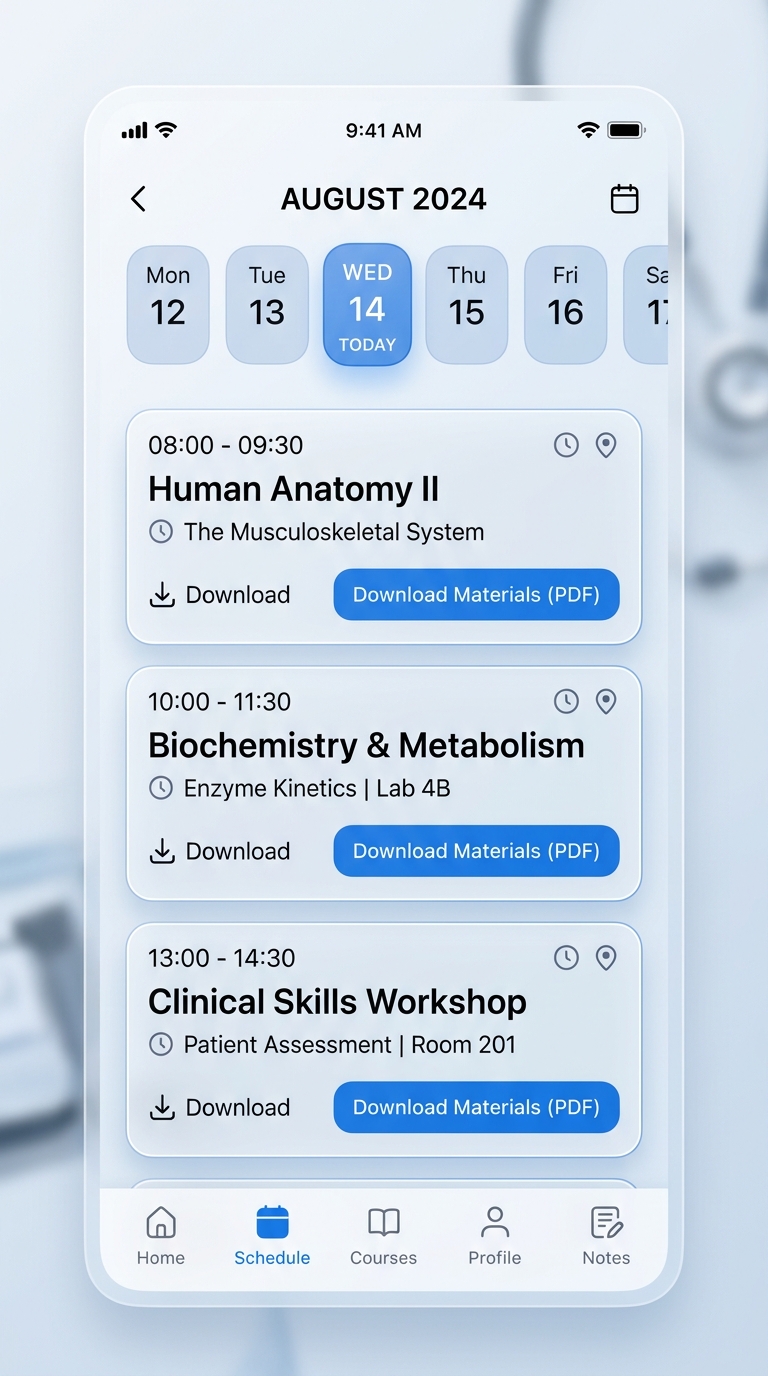 9:41 AM
AUGUST 2024
Mon Tue WED Thu Fri Sa
12 13 14 15 16 17
TODAY
08:00 - 09:30
Human Anatomy II
The Musculoskeletal System
Download Download Materials (PDF)
10:00 - 11:30
Biochemistry & Metabolism
Enzyme Kinetics | Lab 4B
Download Download Materials (PDF)
13:00 - 14:30
Clinical Skills Workshop
Patient Assessment | Room 201
Download Download Materials (PDF)
Home Schedule Courses Profile Notes